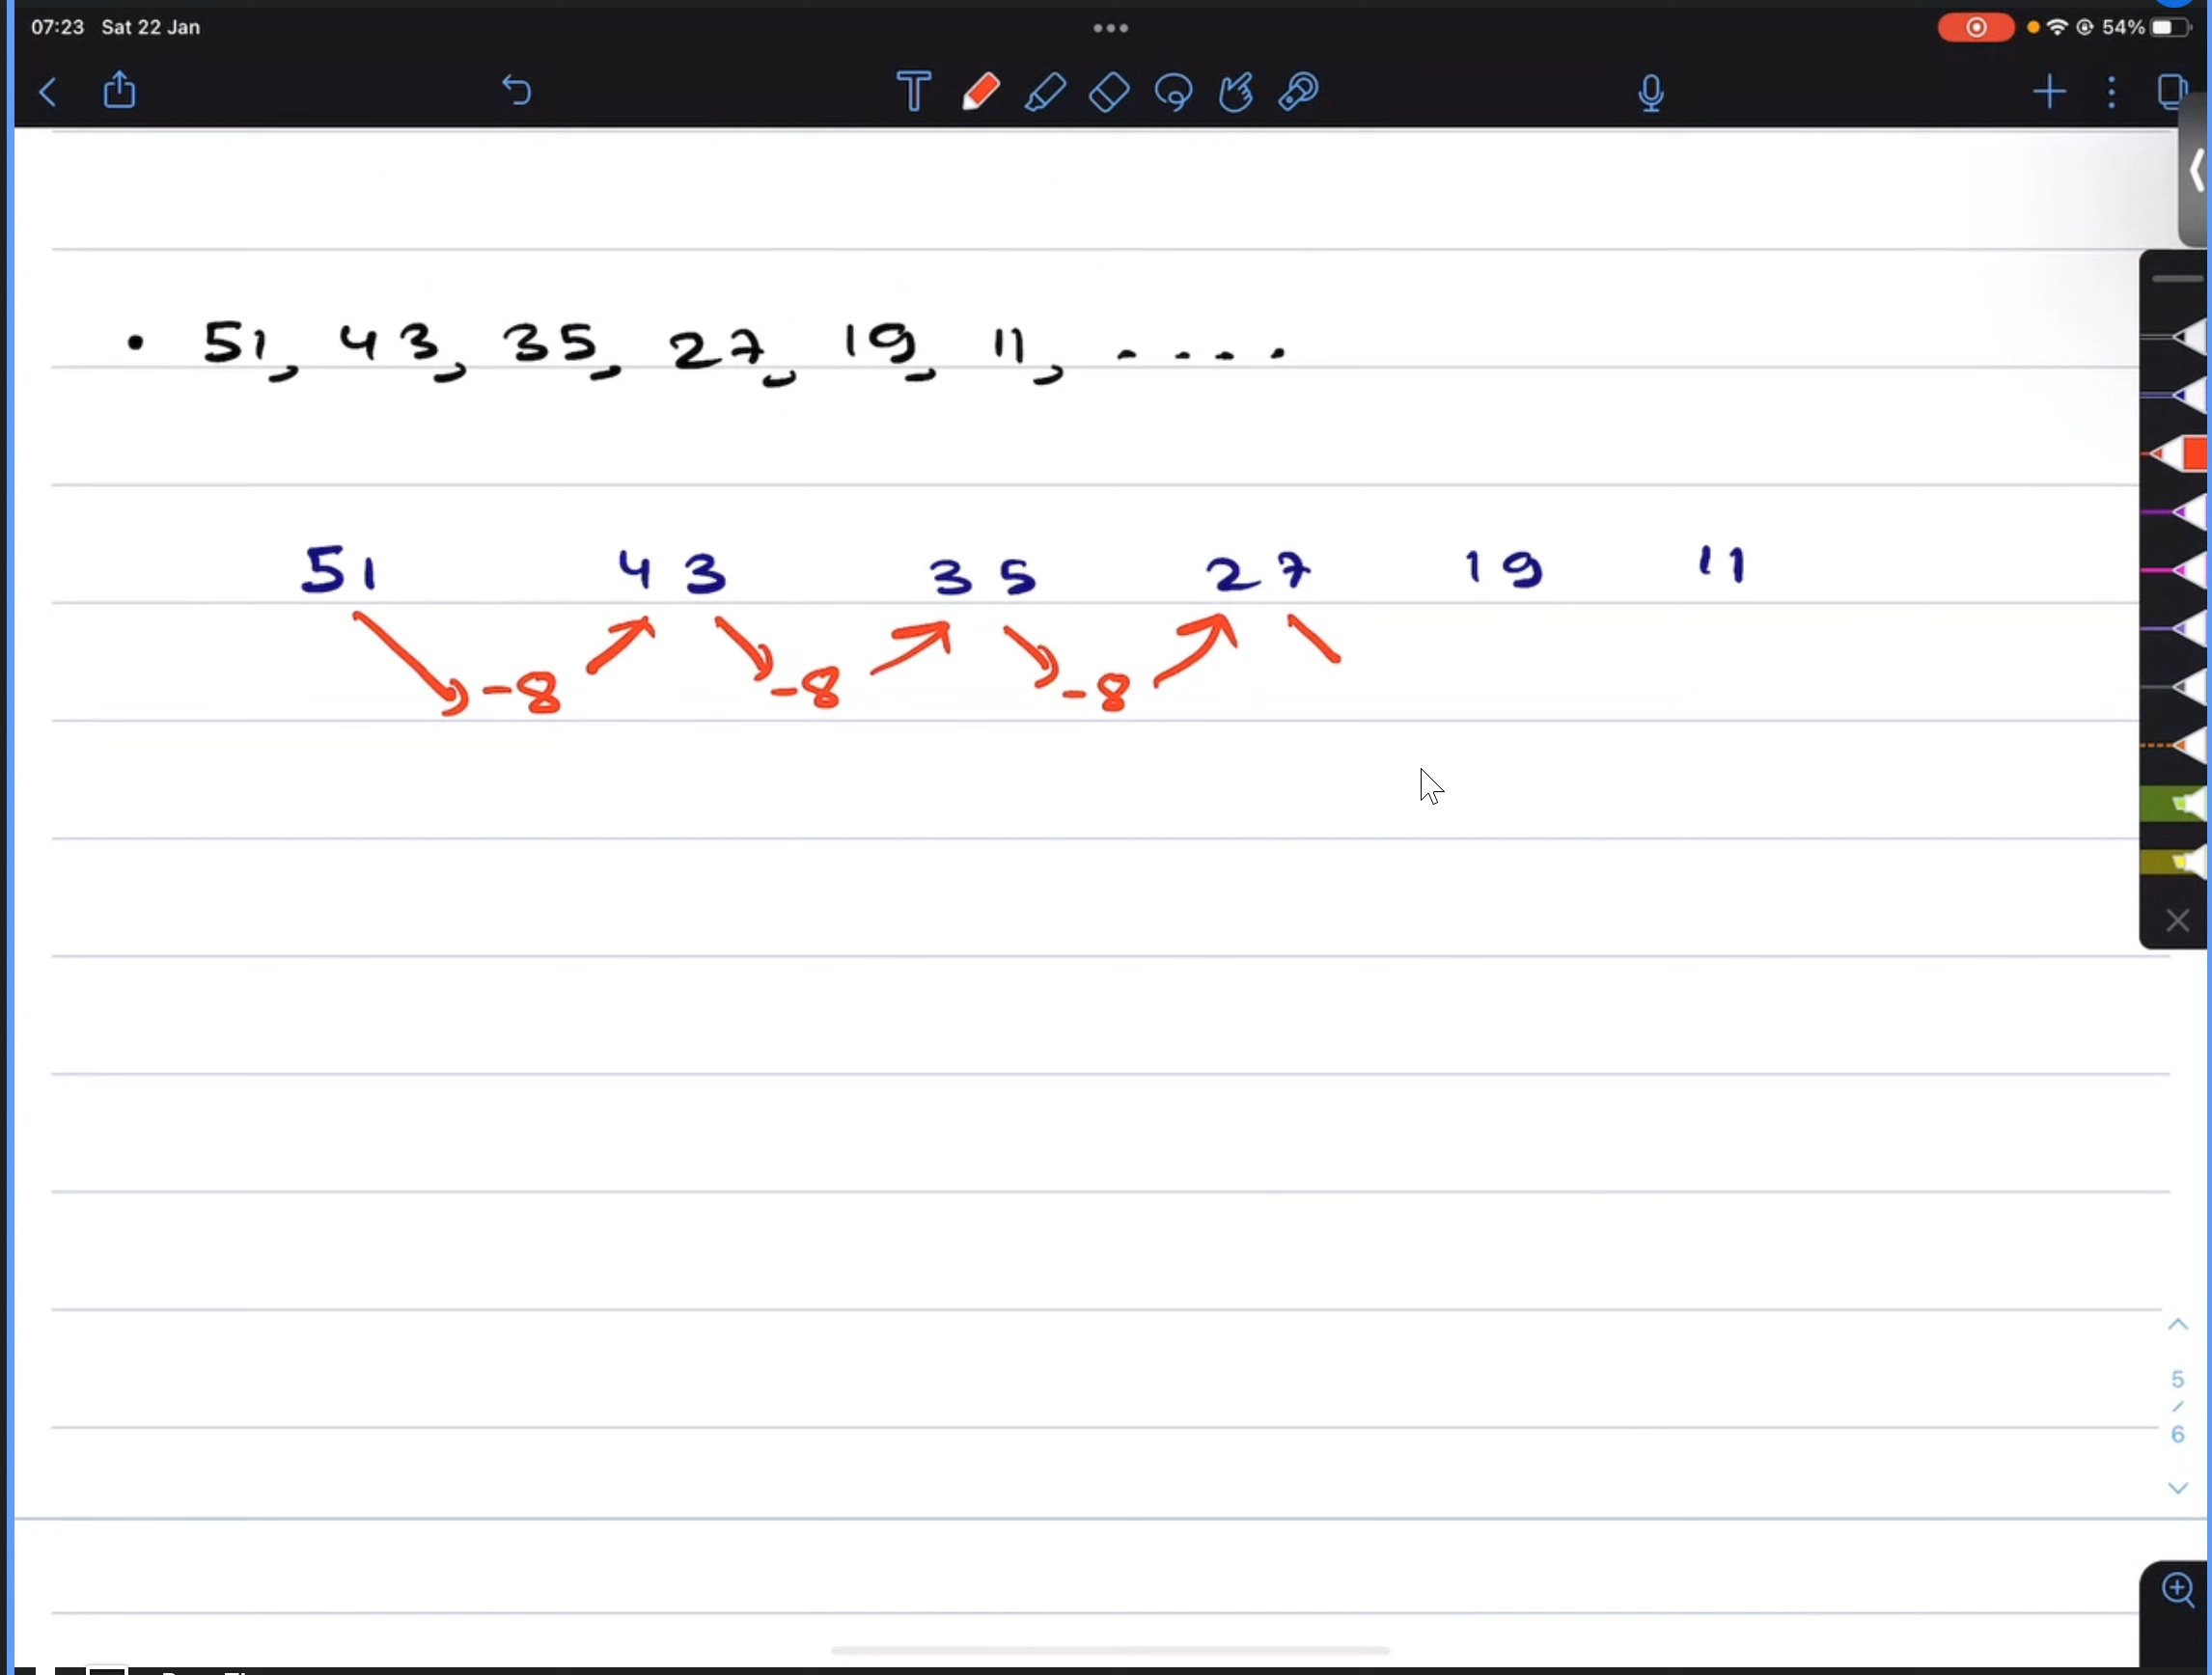 07:23 Sat 22 Jan
54%
T
• 51, 43, 35, 27, 19, 11, ....
51 43 35 27 19 11
-8 -8 -8
5
/
6